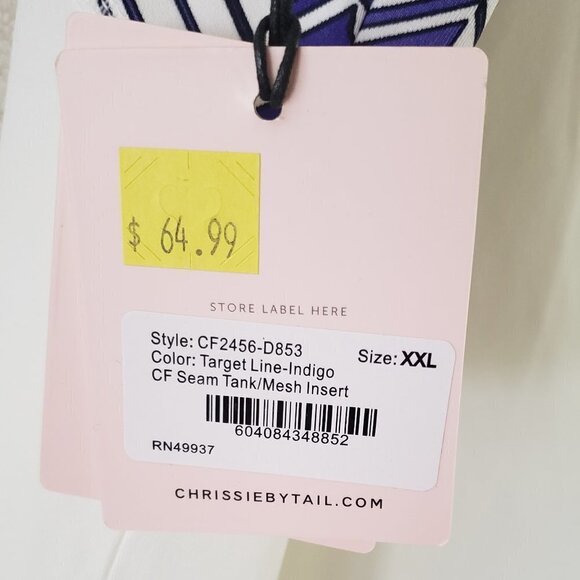 $ 64.99
STORE LABEL HERE
Style: CF2456-D853
Size: XXL
Color: Target Line-Indigo
CF Seam Tank/Mesh Insert
604084348852
RN49937
CHRISSIEBYTAIL.COM